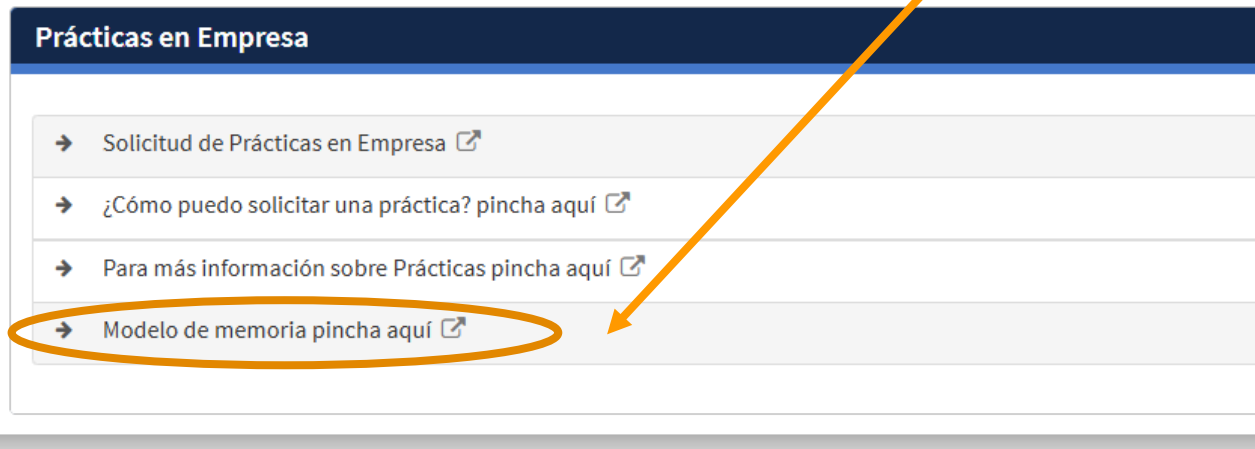 Prácticas en Empresa
Solicitud de Prácticas en Empresa
¿Cómo puedo solicitar una práctica? pincha aquí
Para más información sobre Prácticas pincha aquí
Modelo de memoria pincha aquí